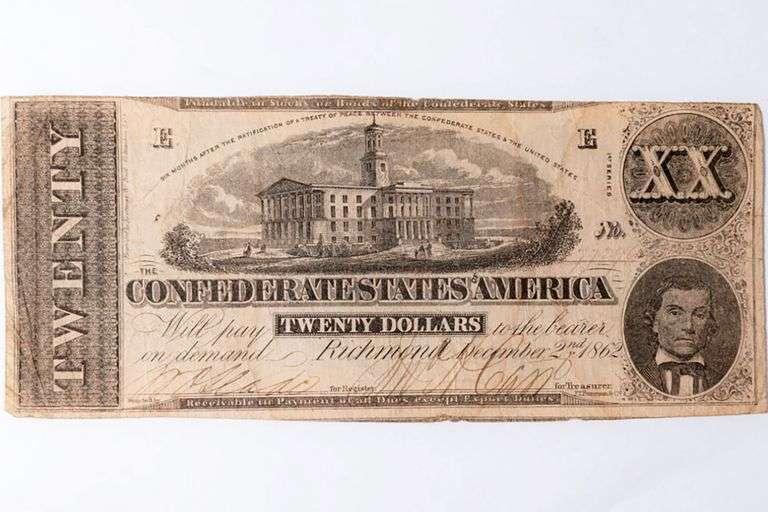 Fundable in Stocks or Bonds of the Confederate States
SIX MONTHS AFTER THE RATIFICATION OF A TREATY OF PEACE BETWEEN THE CONFEDERATE STATES & THE UNITED STATES
E
E
TWENTY
XX
SERIES
No.
THE
CONFEDERATE STATES AMERICA
Will pay TWENTY DOLLARS to the bearer
on demand Richmond December 2nd, 1862
for Register
for Treasurer
Receivable in Payment of all Dues except Export Duties